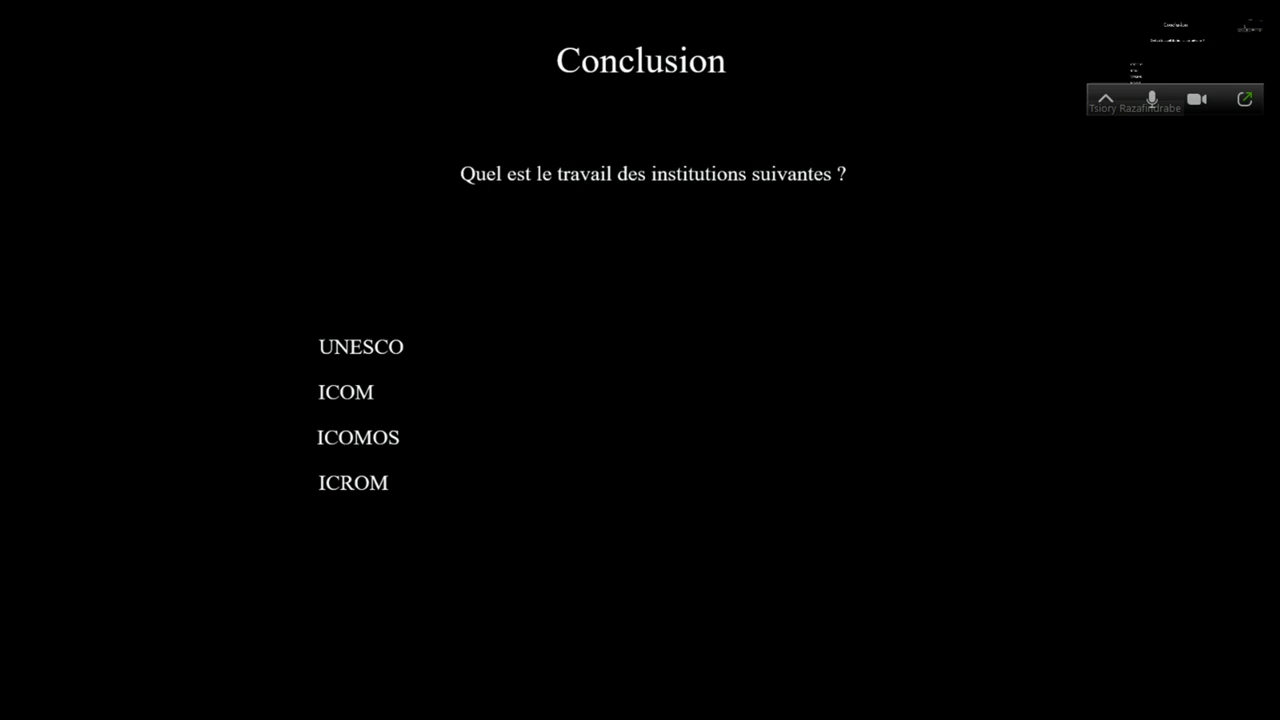 Conclusion
Tsiory Razafindrabe
Quel est le travail des institutions suivantes ?
UNESCO
ICOM
ICOMOS
ICROM